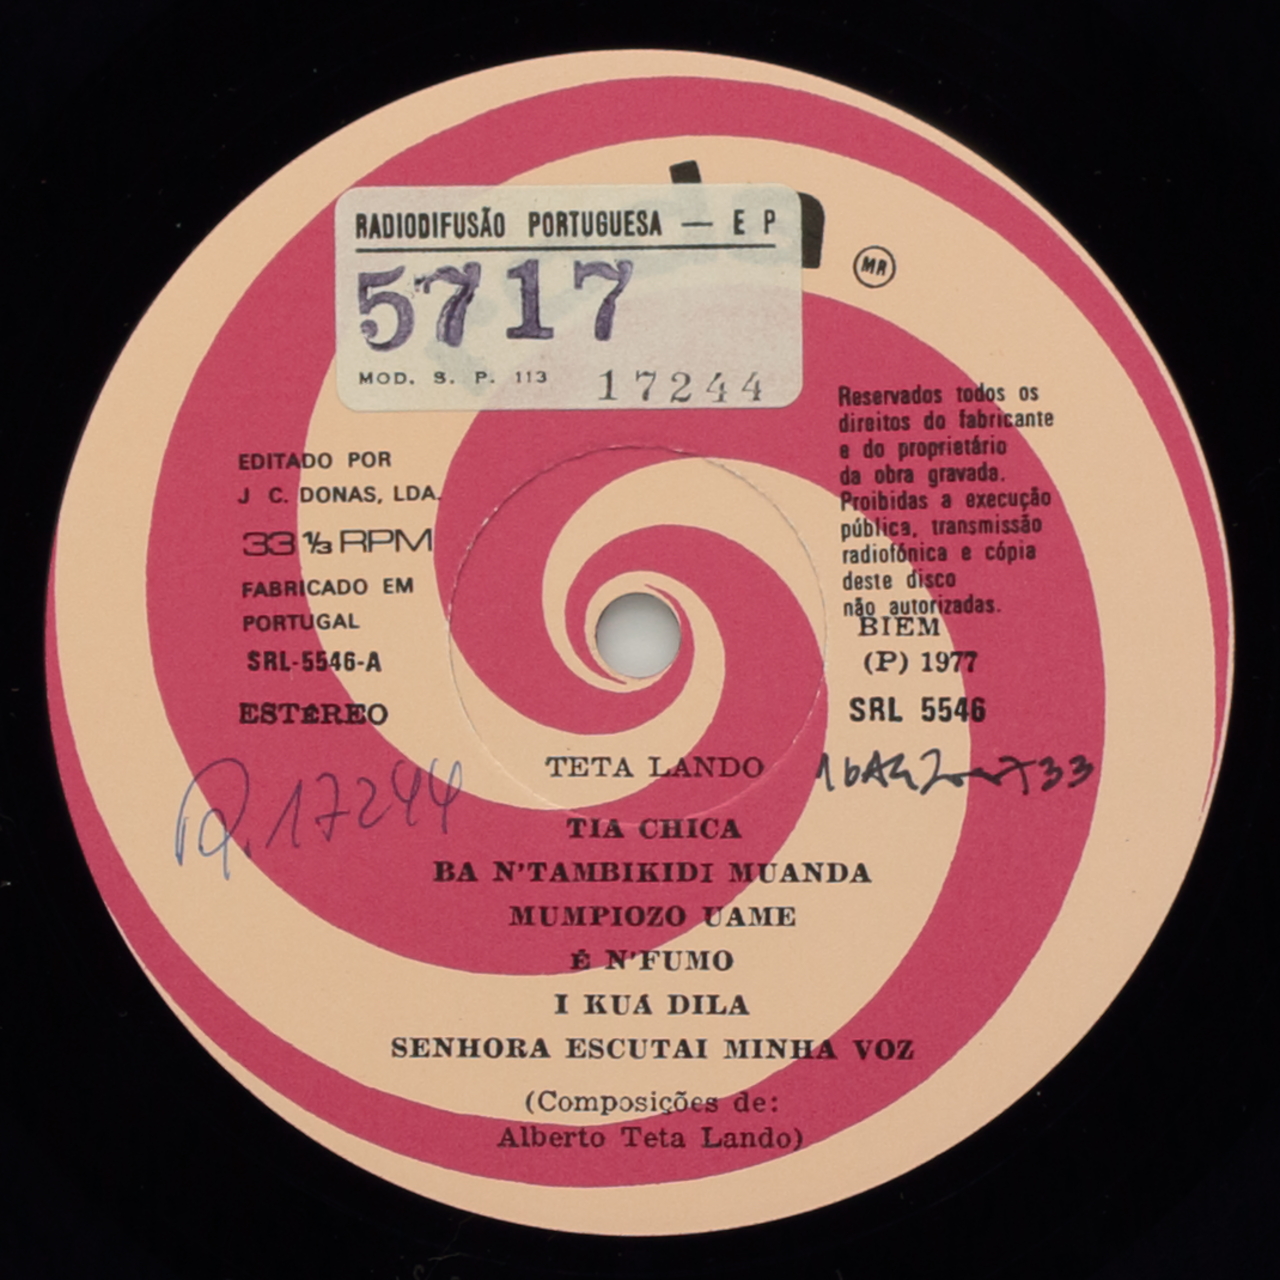 RADIODIFUSÃO PORTUGUESA — E P
5717
MOD. S. P. 113 17244
MR
EDITADO POR
J C. DONAS, LDA.
33 1/3 RPM
FABRICADO EM
PORTUGAL
SRL-5546-A
ESTÉREO
Reservados todos os
direitos do fabricante
e do proprietário
da obra gravada.
Proibidas a execução
pública, transmissão
radiofónica e cópia
deste disco
não autorizadas.
BIEM
(P) 1977
SRL 5546
17244
TETA LANDO
TIA CHICA
BA N'TAMBIKIDI MUANDA
MUMPIOZO UAME
É N'FUMO
I KUÁ DILA
SENHORA ESCUTAI MINHA VOZ
(Composições de:
Alberto Teta Lando)